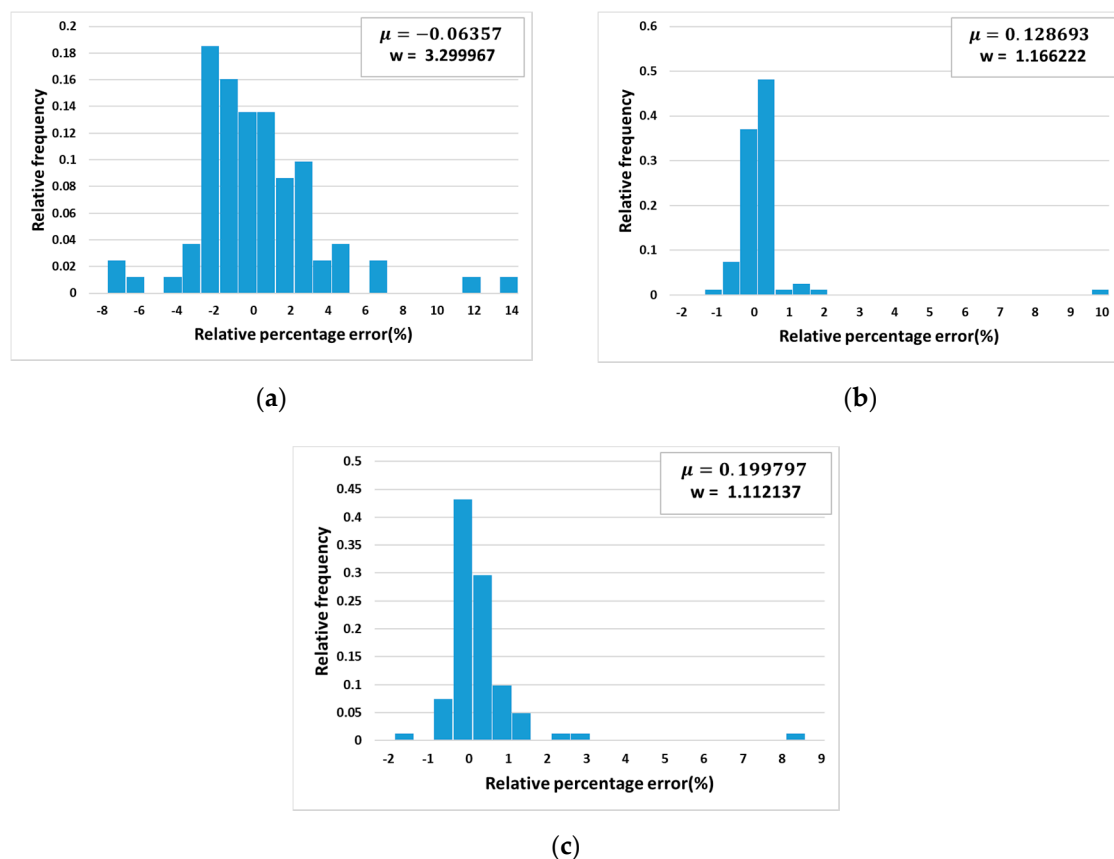 μ = −0.06357
w = 3.299967
0.2
0.18
0.16
0.14
0.12
0.1
0.08
0.06
0.04
0.02
0
Relative frequency
-8 -6 -4 -2 0 2 4 6 8 10 12 14
Relative percentage error(%)
(a)
μ = 0.128693
w = 1.166222
0.6
0.5
0.4
0.3
0.2
0.1
0
Relative frequency
-2 -1 0 1 2 3 4 5 6 7 8 9 10
Relative percentage error(%)
(b)
μ = 0.199797
w = 1.112137
0.5
0.45
0.4
0.35
0.3
0.25
0.2
0.15
0.1
0.05
0
Relative frequency
-2 -1 0 1 2 3 4 5 6 7 8 9
Relative percentage error(%)
(c)